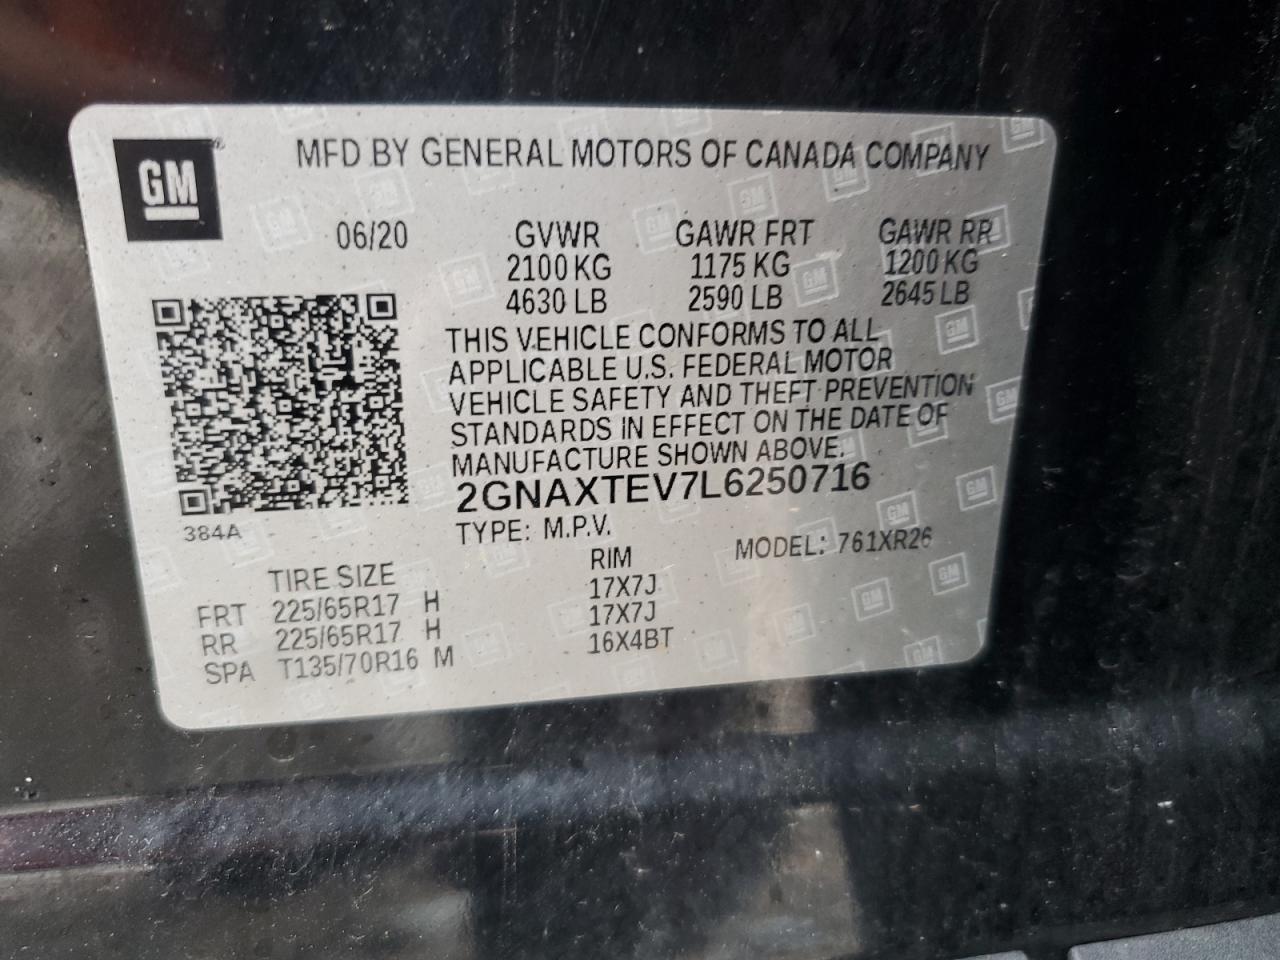 GM
MFD BY GENERAL MOTORS OF CANADA COMPANY
06/20 GVWR GAWR FRT GAWR RR
2100 KG 1175 KG 1200 KG
4630 LB 2590 LB 2645 LB
THIS VEHICLE CONFORMS TO ALL
APPLICABLE U.S. FEDERAL MOTOR
VEHICLE SAFETY AND THEFT PREVENTION
STANDARDS IN EFFECT ON THE DATE OF
MANUFACTURE SHOWN ABOVE.
2GNAXTEV7L6250716
384A
TYPE: M.P.V. MODEL: 761XR26
TIRE SIZE RIM
FRT 225/65R17 H 17X7J
RR 225/65R17 H 17X7J
SPA T135/70R16 M 16X4BT